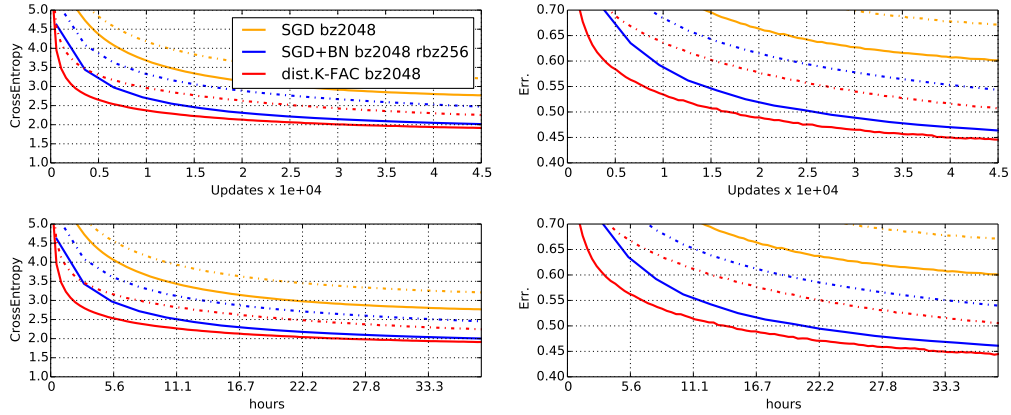 5.0
4.5
4.0
3.5
3.0
2.5
2.0
1.5
1.0
CrossEntropy
0 0.5 1 1.5 2 2.5 3 3.5 4 4.5
Updates x 1e+04
SGD bz2048
SGD+BN bz2048 rbz256
dist.K-FAC bz2048
0.70
0.65
0.60
0.55
0.50
0.45
0.40
Err.
0 0.5 1 1.5 2 2.5 3 3.5 4 4.5
Updates x 1e+04
5.0
4.5
4.0
3.5
3.0
2.5
2.0
1.5
1.0
CrossEntropy
0 5.6 11.1 16.7 22.2 27.8 33.3
hours
0.70
0.65
0.60
0.55
0.50
0.45
0.40
Err.
0 5.6 11.1 16.7 22.2 27.8 33.3
hours